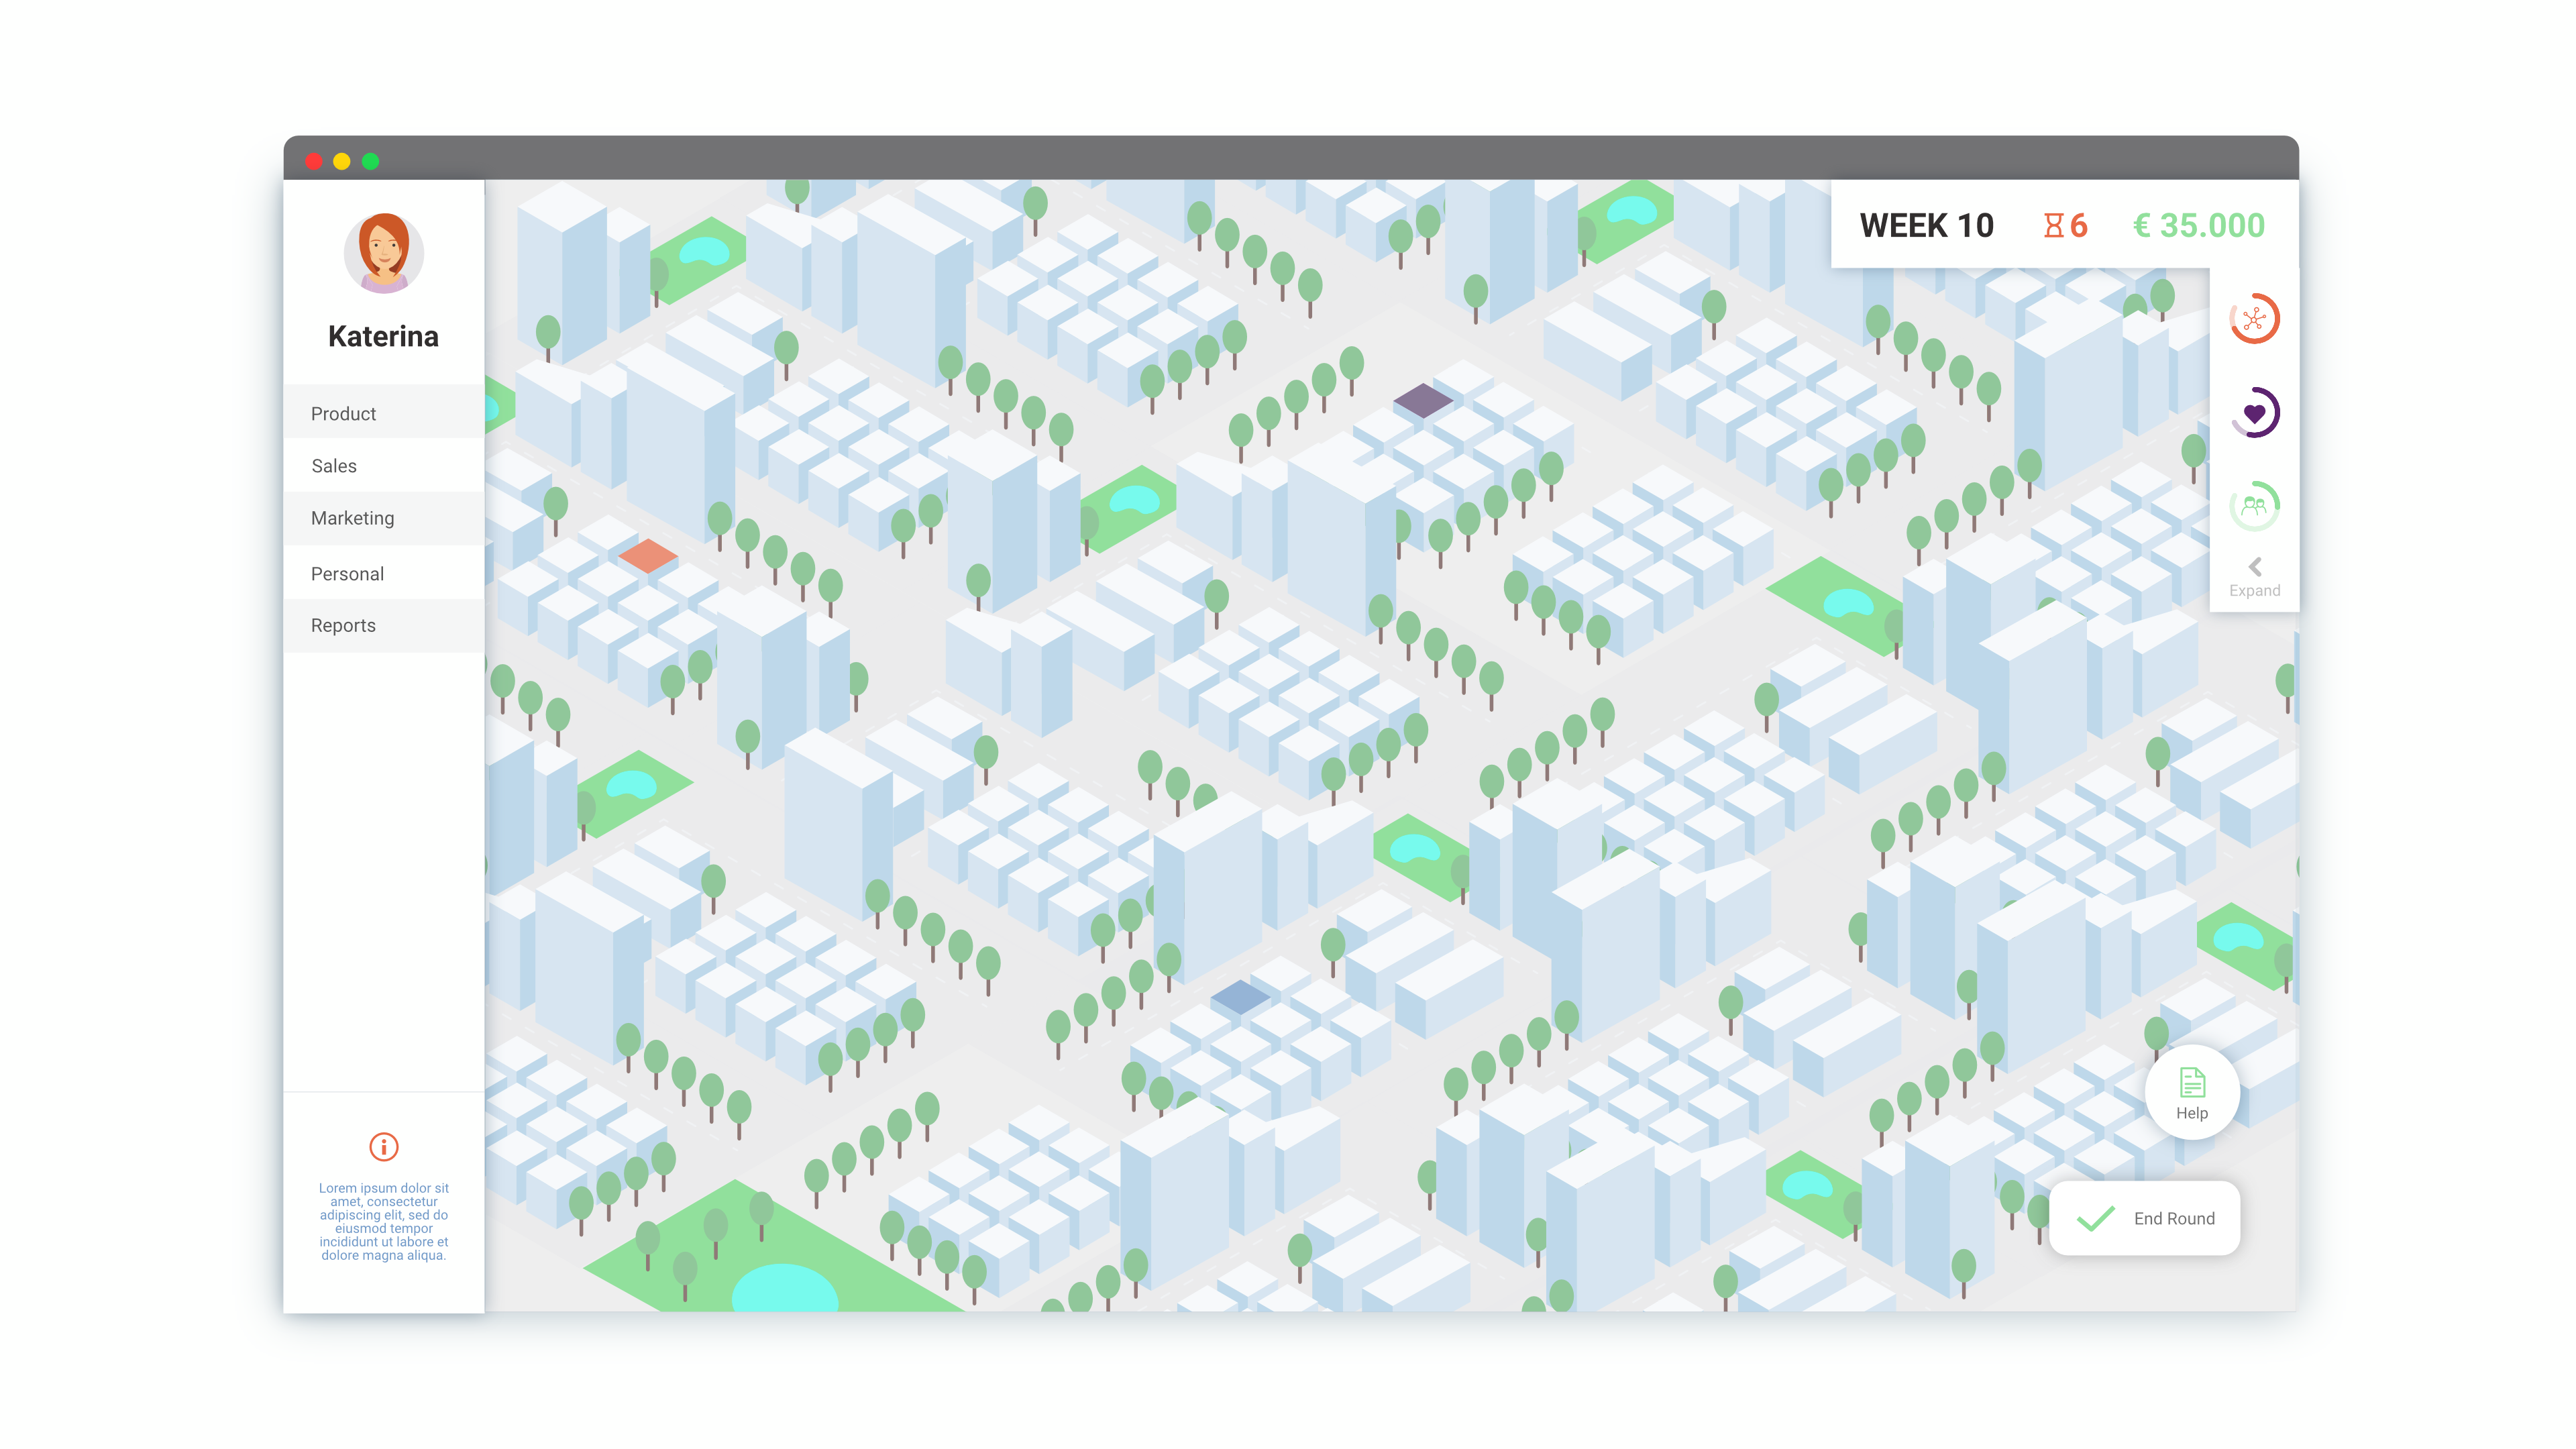 WEEK 10
6
€ 35.000
Katerina
Product
Sales
Marketing
Personal
Reports
Expand
Lorem ipsum dolor sit
amet, consectetur
adipiscing elit, sed do
eiusmod tempor
incididunt ut labore et
dolore magna aliqua.
Help
End Round